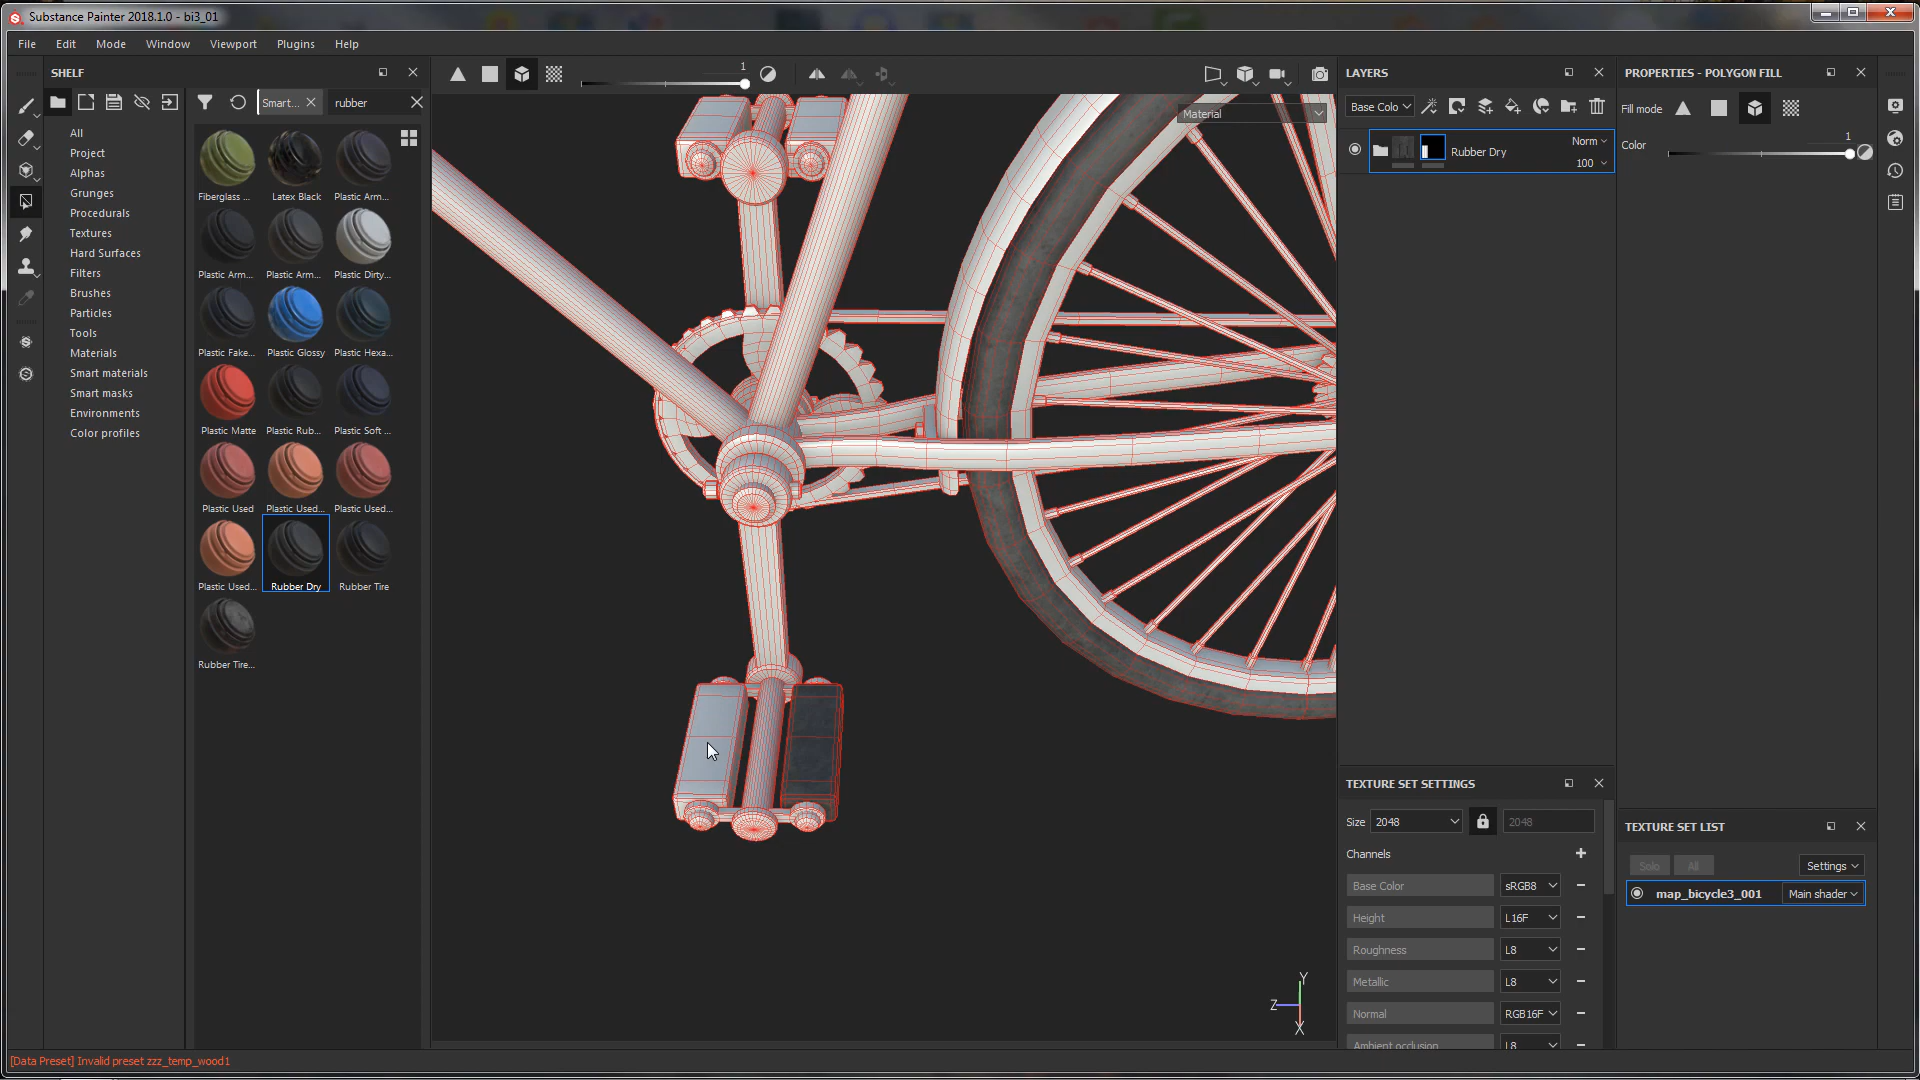 Substance Painter 2018.1.0 - bi3_01
File Edit Mode Window Viewport Plugins Help
SHELF
Smart... rubber
All
Project
Alphas
Grunges
Procedurals
Textures
Hard Surfaces
Filters
Brushes
Particles
Tools
Materials
Smart materials
Smart masks
Environments
Color profiles
Fiberglass ... Latex Black Plastic Arm...
Plastic Arm... Plastic Arm... Plastic Dirty...
Plastic Fake... Plastic Glossy Plastic Hexa...
Plastic Matte Plastic Rub... Plastic Soft ...
Plastic Used Plastic Used... Plastic Used...
Plastic Used... Rubber Dry Rubber Tire
Rubber Tire...
1
Material
Y
Z
X
LAYERS
Base Colo
Rubber Dry
Norm
100
TEXTURE SET SETTINGS
Size 2048 2048
Channels
Base Color sRGB8
Height L16F
Roughness L8
Metallic L8
Normal RGB16F
Ambient occlusion L8
PROPERTIES - POLYGON FILL
Fill mode
Color 1
TEXTURE SET LIST
Solo All Settings
map_bicycle3_001 Main shader
[Data Preset] Invalid preset zzz_temp_wood1